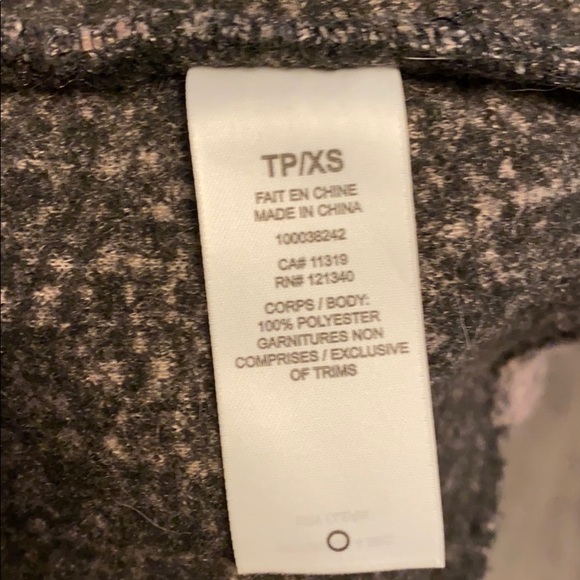 TP/XS
FAIT EN CHINE
MADE IN CHINA
100038242
CA# 11319
RN# 121340
CORPS / BODY:
100% POLYESTER
GARNITURES NON
COMPRISES / EXCLUSIVE
OF TRIMS